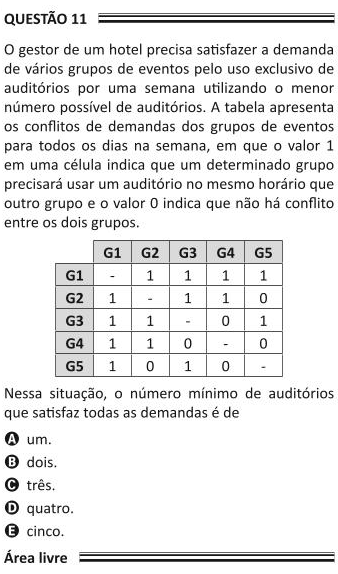 QUESTÃO 11
O gestor de um hotel precisa satisfazer a demanda
de vários grupos de eventos pelo uso exclusivo de
auditórios por uma semana utilizando o menor
número possível de auditórios. A tabela apresenta
os conflitos de demandas dos grupos de eventos
para todos os dias na semana, em que o valor 1
em uma célula indica que um determinado grupo
precisará usar um auditório no mesmo horário que
outro grupo e o valor 0 indica que não há conflito
entre os dois grupos.
G1 G2 G3 G4 G5
G1 - 1 1 1 1
G2 1 - 1 1 0
G3 1 1 - 0 1
G4 1 1 0 - 0
G5 1 0 1 0 -
Nessa situação, o número mínimo de auditórios
que satisfaz todas as demandas é de
A um.
B dois.
C três.
D quatro.
E cinco.
Área livre